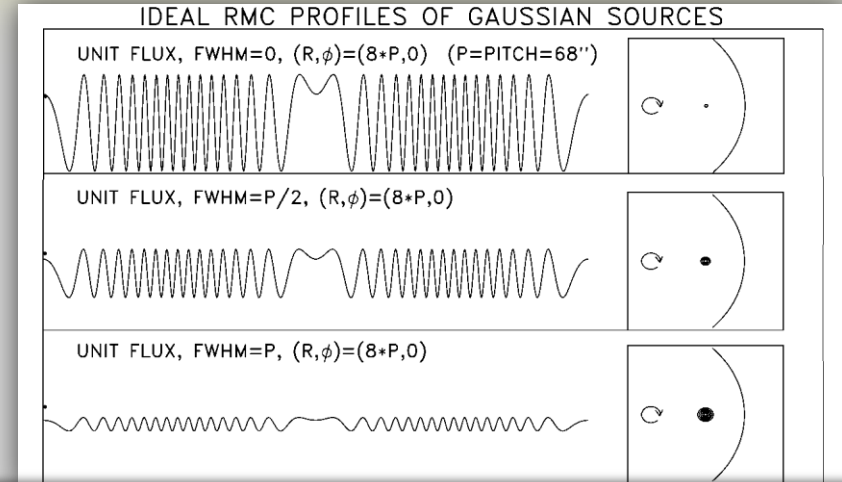 IDEAL RMC PROFILES OF GAUSSIAN SOURCES
UNIT FLUX, FWHM=0, (R,ϕ)=(8*P,0) (P=PITCH=68'')
UNIT FLUX, FWHM=P/2, (R,ϕ)=(8*P,0)
UNIT FLUX, FWHM=P, (R,ϕ)=(8*P,0)